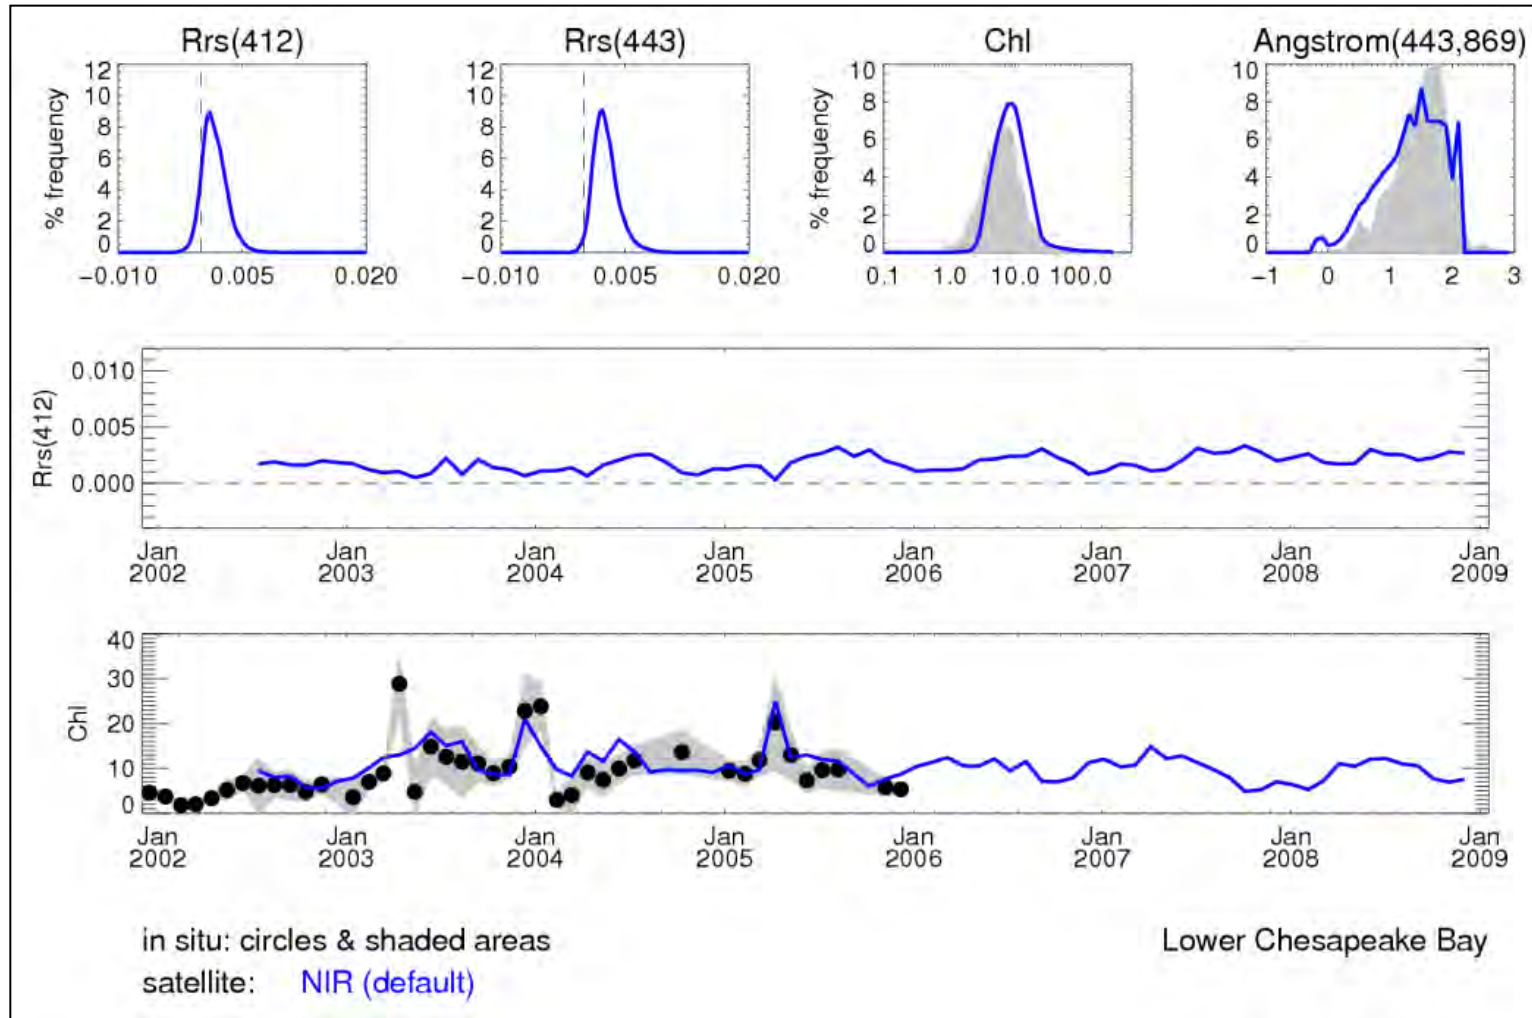 Rrs(412)
Rrs(443)
Chl
Angstrom(443,869)
% frequency
12
10
8
6
4
2
0
-0.010
0.005
0.020
12
10
8
6
4
2
0
-0.010
0.005
0.020
% frequency
10
8
6
4
2
0
0.1
1.0
10.0
100.0
10
8
6
4
2
0
-1
0
1
2
3
Rrs(412)
0.010
0.005
0.000
Jan 2002
Jan 2003
Jan 2004
Jan 2005
Jan 2006
Jan 2007
Jan 2008
Jan 2009
Chl
40
30
20
10
0
Jan 2002
Jan 2003
Jan 2004
Jan 2005
Jan 2006
Jan 2007
Jan 2008
Jan 2009
in situ: circles & shaded areas
Lower Chesapeake Bay
satellite: NIR (default)